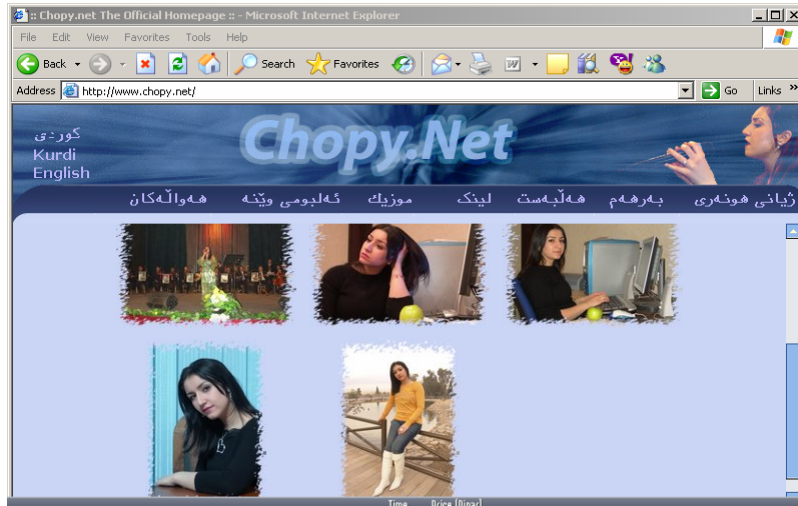 :: Chopy.net The Official Homepage :: - Microsoft Internet Explorer
File Edit View Favorites Tools Help
Back Search Favorites
Address http://www.chopy.net/ Go Links »
كوردی
Kurdi
English
Chopy.Net
ژیانی هونەری بەرهەم هەڵبەست لینک موزیك ئەلبومی وێنە هەواڵەکان
Time Price (Dinar)